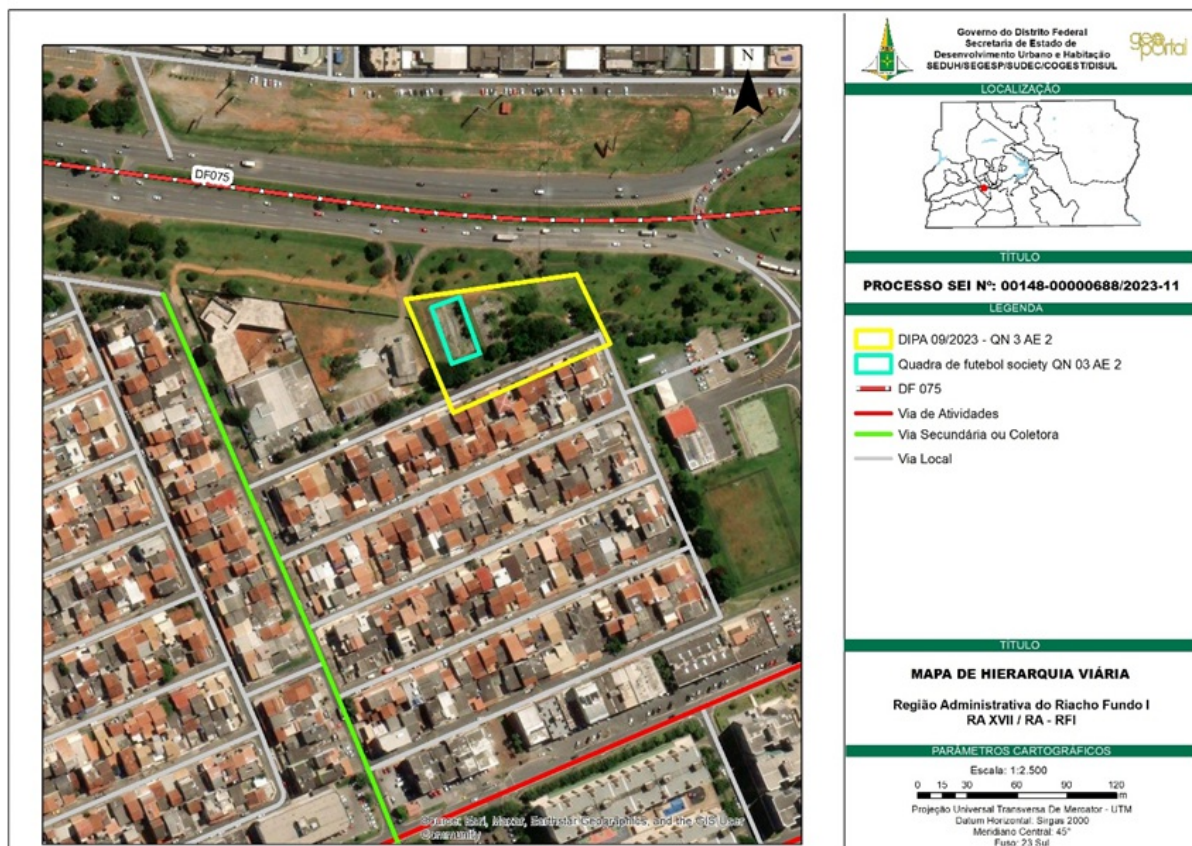 N
DF075
Source: Esri, Maxar, Earthstar Geographics, and the GIS User
Community
Governo do Distrito Federal
Secretaria de Estado de
Desenvolvimento Urbano e Habitação
SEDUH/SEGESP/SUDEC/COGEST/DISUL
geo
portal
LOCALIZAÇÃO
TÍTULO
PROCESSO SEI Nº: 00148-00000688/2023-11
LEGENDA
DIPA 09/2023 - QN 3 AE 2
Quadra de futebol society QN 03 AE 2
DF 075
Via de Atividades
Via Secundária ou Coletora
Via Local
TÍTULO
MAPA DE HIERARQUIA VIÁRIA
Região Administrativa do Riacho Fundo I
RA XVII / RA - RFI
PARÂMETROS CARTOGRÁFICOS
Escala: 1:2.500
0 15 30 60 90 120
m
Projeção Universal Transversa De Mercator - UTM
Datum Horizontal: Sirgas 2000
Meridiano Central: 45°
Fuso: 23 Sul